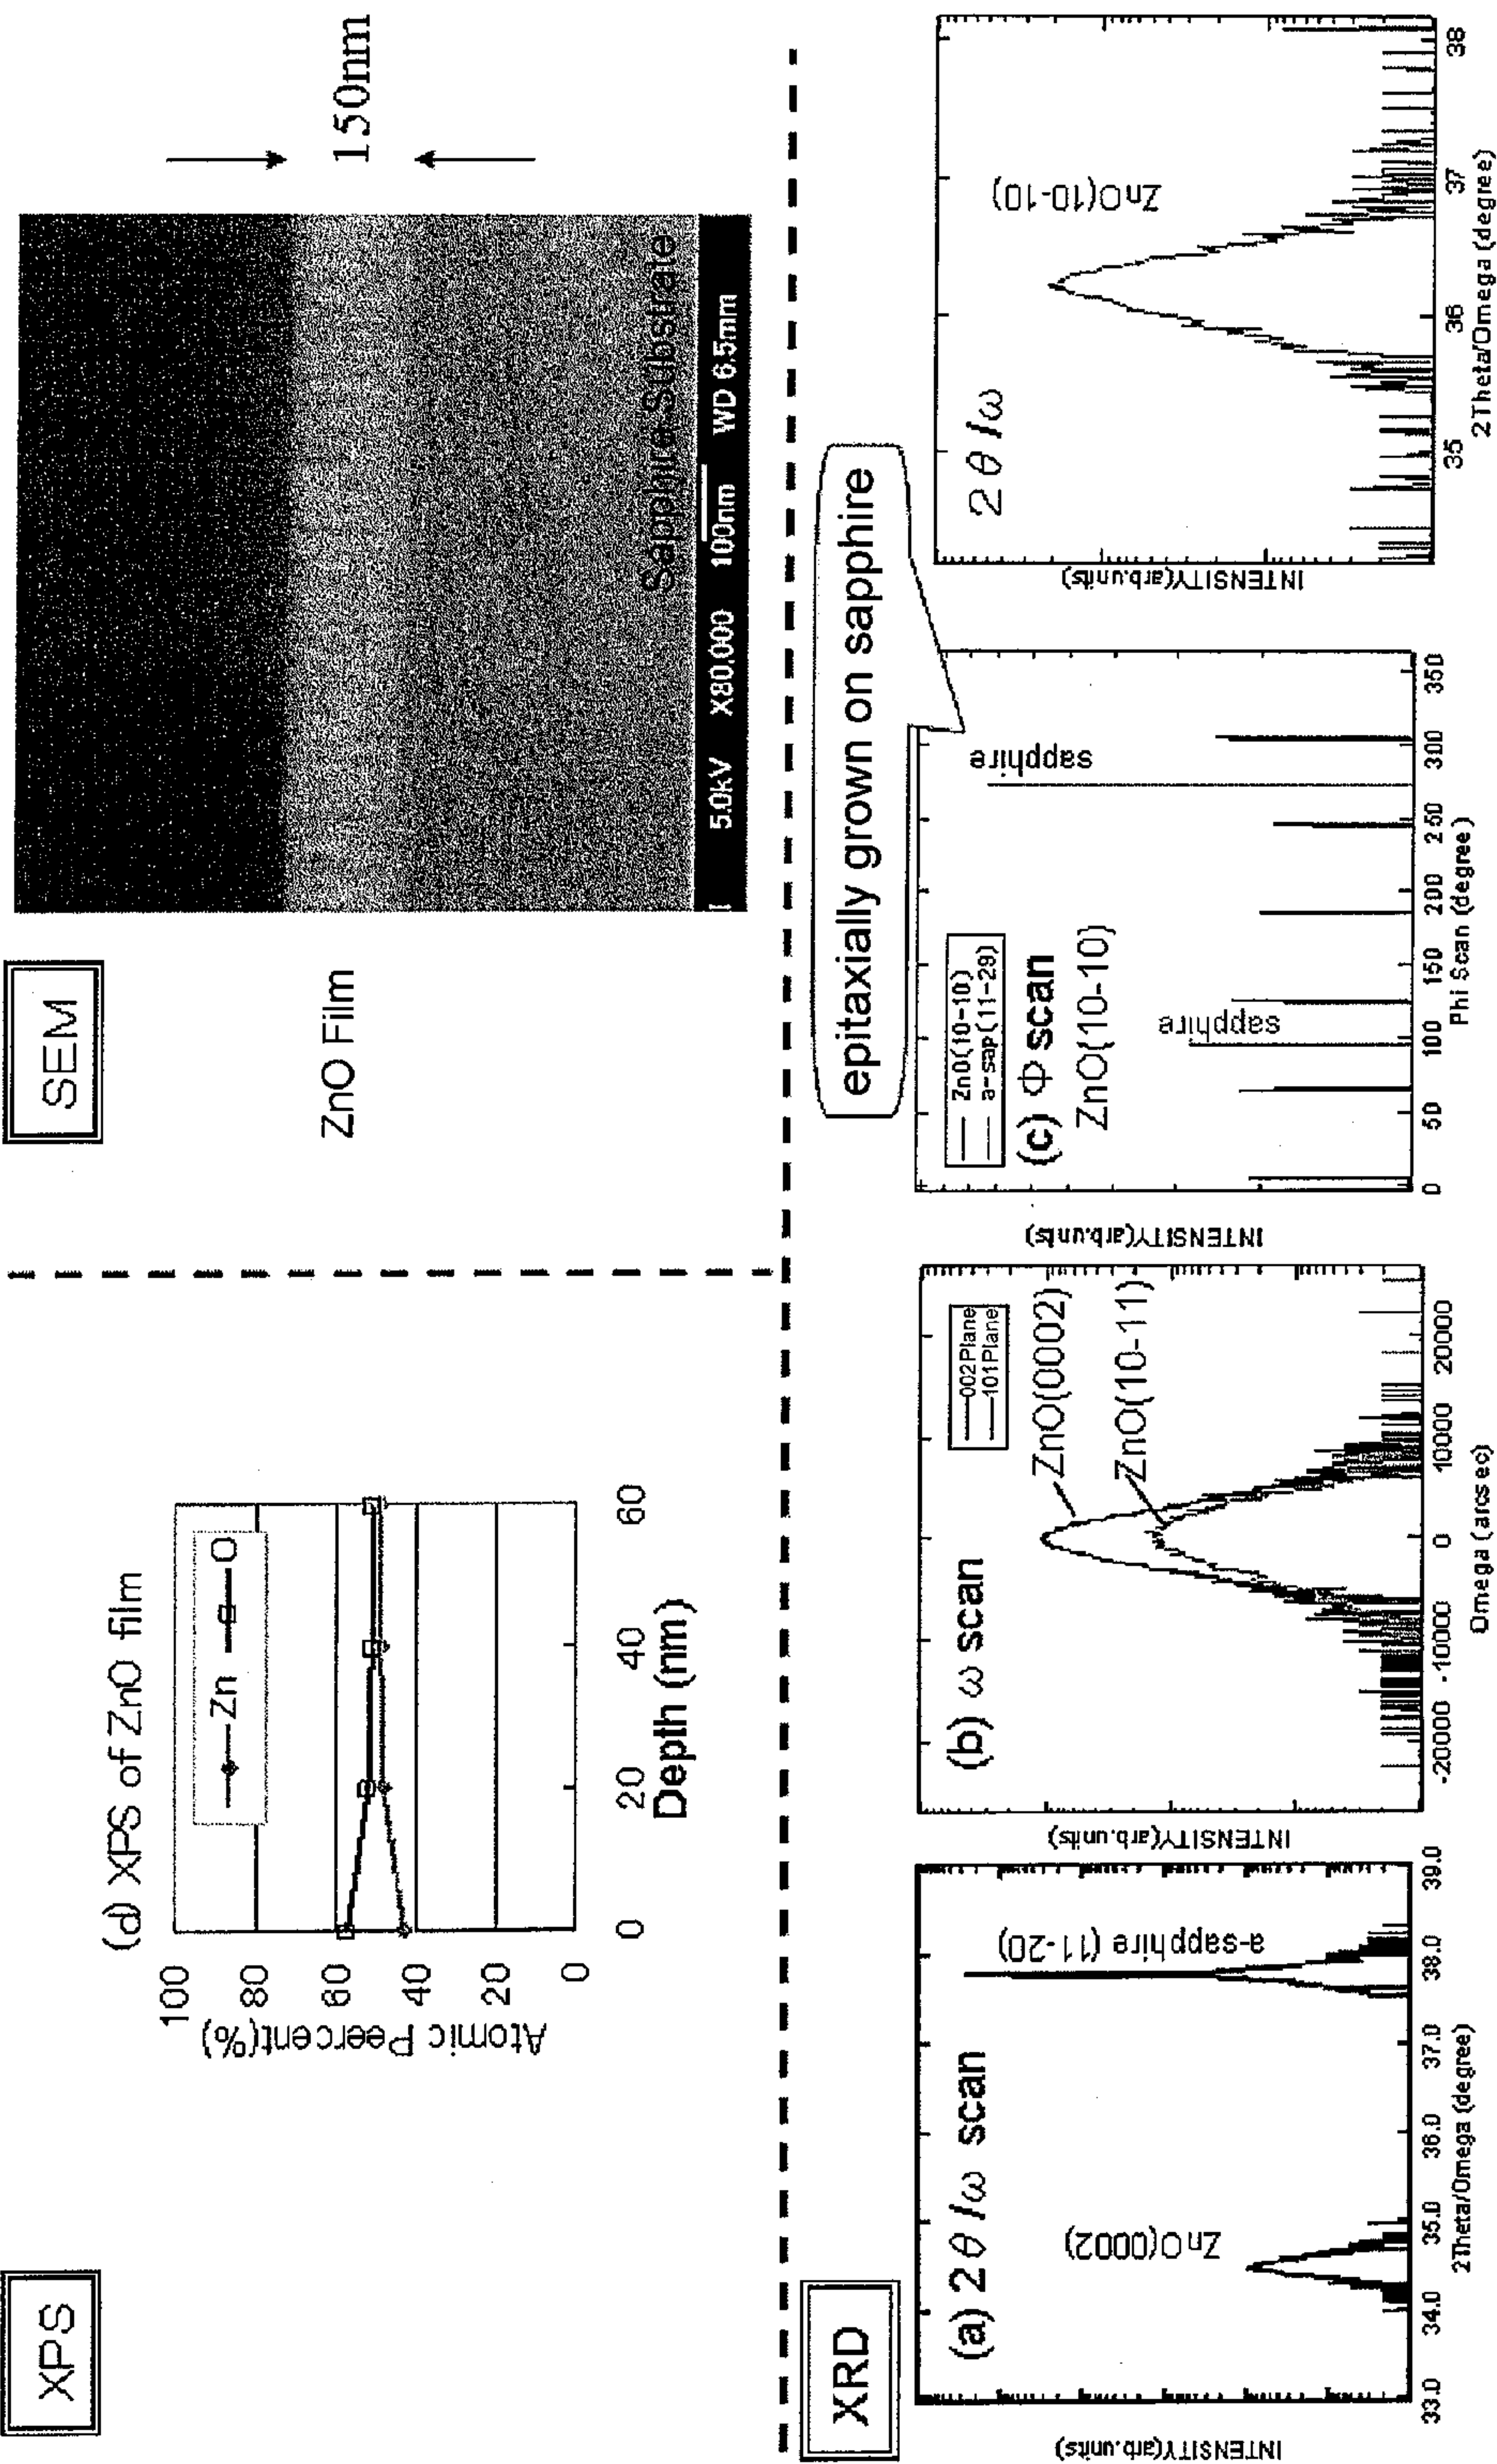 XPS
(d) XPS of ZnO film
Zn O
Atomic Peercent(%)
100
80
60
40
20
0
0 20 40 60
Depth (nm)
SEM
ZnO Film
150nm
Sapphire Substrate
5.0kV X80,000 100nm WD 6.5mm
XRD
(a) 2θ/ω scan
INTENSITY(arb.units)
ZnO(0002)
a-sapphire (11-20)
33.0 34.0 35.0 36.0 37.0 38.0 39.0
2Theta/Omega (degree)
(b) ω scan
INTENSITY(arb.units)
002Plane
101Plane
ZnO(0002)
ZnO(10-11)
-20000 -10000 0 10000 20000
Omega (arcsec)
epitaxially grown on sapphire
INTENSITY(arb.units)
ZnO(10-10)
a-sap(11-29)
(c) Φ scan
ZnO(10-10)
sapphire
sapphire
0 50 100 150 200 250 300 350
Phi Scan (degree)
2θ/ω
INTENSITY(arb.units)
ZnO(10-10)
35 36 37 38
2Theta/Omega (degree)